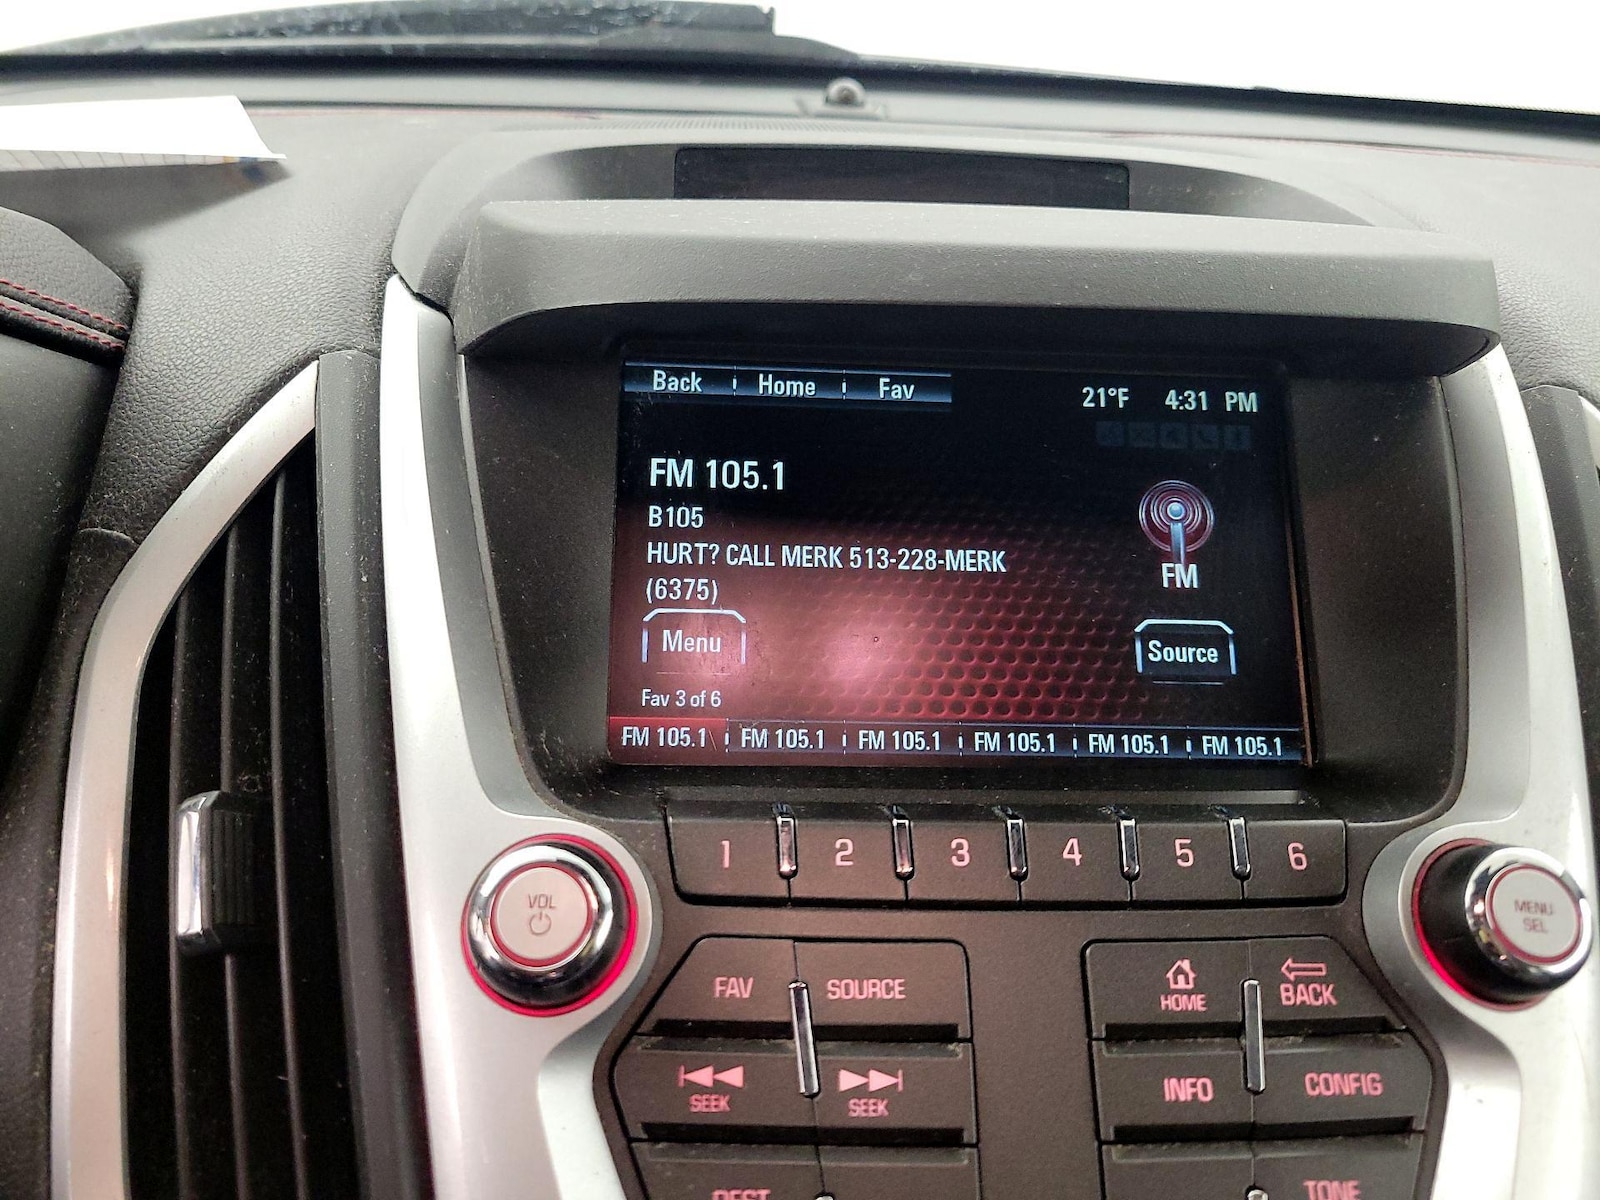 Back Home Fav
21°F 4:31 PM
FM 105.1
B105
HURT? CALL MERK 513-228-MERK
(6375)
FM
Menu
Source
Fav 3 of 6
FM 105.1 FM 105.1 FM 105.1 FM 105.1 FM 105.1 FM 105.1
1 2 3 4 5 6
VOL
MENU
SEL
FAV SOURCE
HOME BACK
SEEK SEEK
INFO CONFIG
TONE